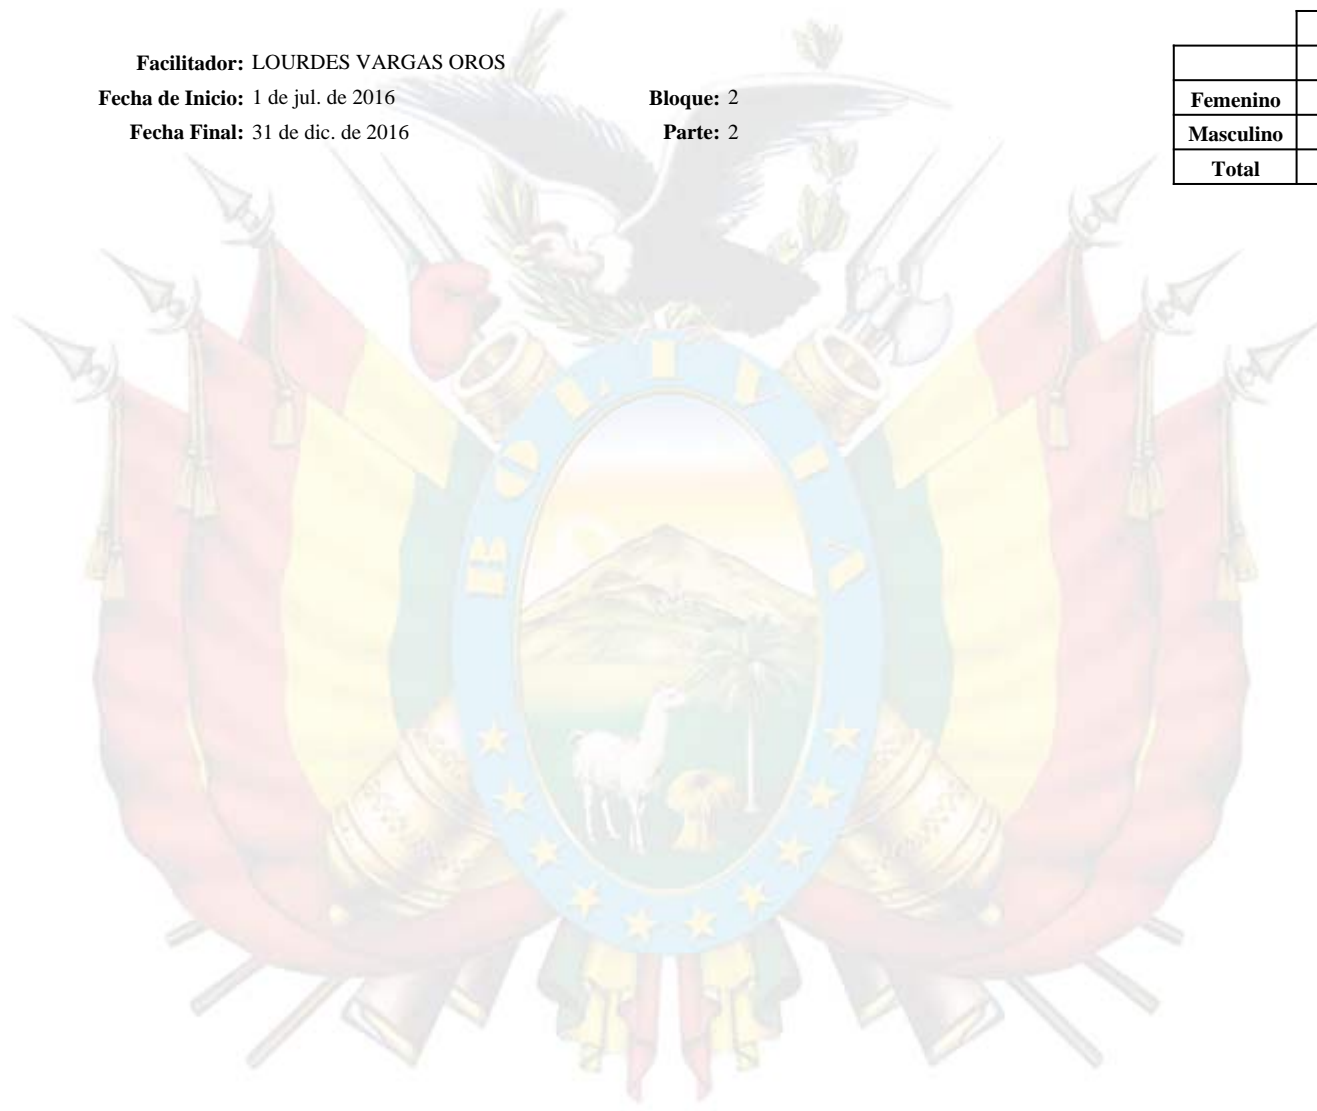 Facilitador: LOURDES VARGAS OROS
Fecha de Inicio: 1 de jul. de 2016 Bloque: 2
Fecha Final: 31 de dic. de 2016 Parte: 2
Femenino
Masculino
Total
BOLIVIA